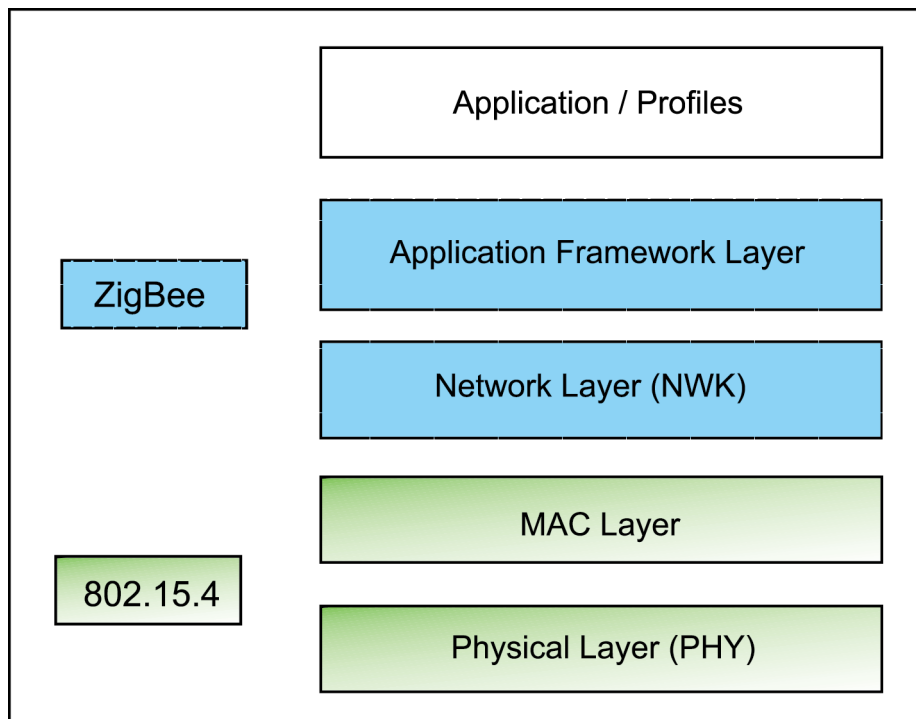 Application / Profiles
Application Framework Layer
ZigBee
Network Layer (NWK)
MAC Layer
802.15.4
Physical Layer (PHY)